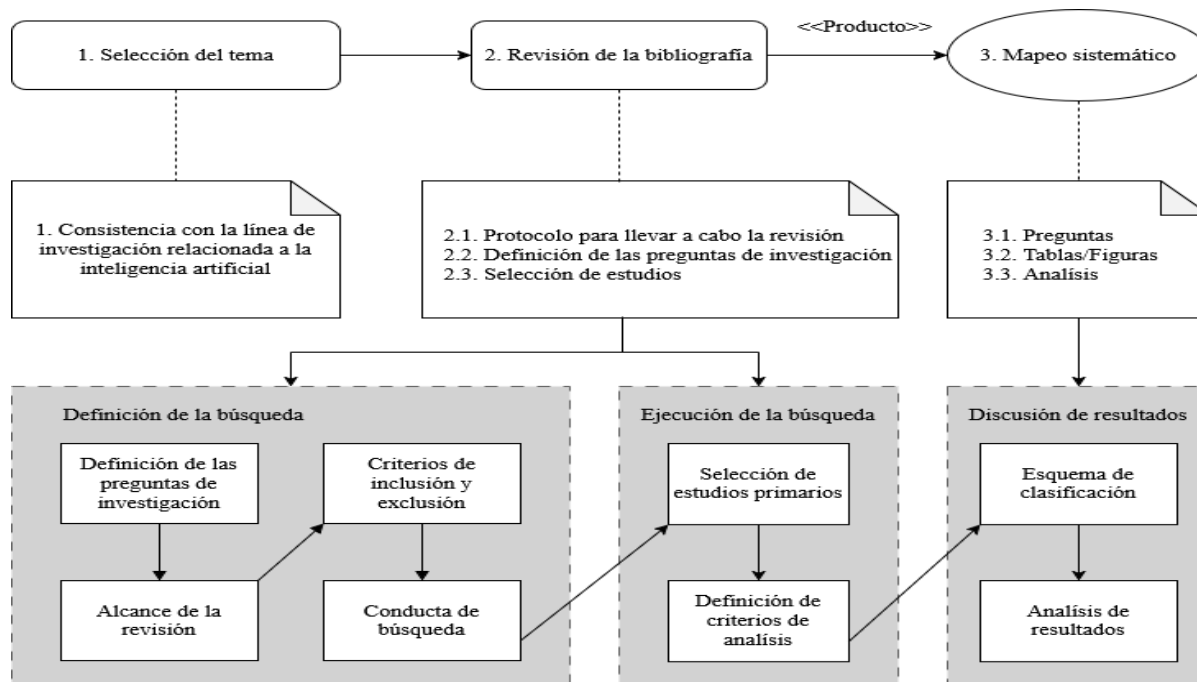 1. Selección del tema
2. Revisión de la bibliografía
<<Producto>>
3. Mapeo sistemático
1. Consistencia con la línea de
investigación relacionada a la
inteligencia artificial
2.1. Protocolo para llevar a cabo la revisión
2.2. Definición de las preguntas de investigación
2.3. Selección de estudios
3.1. Preguntas
3.2. Tablas/Figuras
3.3. Analísis
Definición de la búsqueda
Definición de las
preguntas de
investigación
Alcance de la
revisión
Criterios de
inclusión y
exclusión
Conducta de
búsqueda
Ejecución de la búsqueda
Selección de
estudios primarios
Definición de
criterios de
analísis
Discusión de resultados
Esquema de
clasificación
Analísis de
resultados